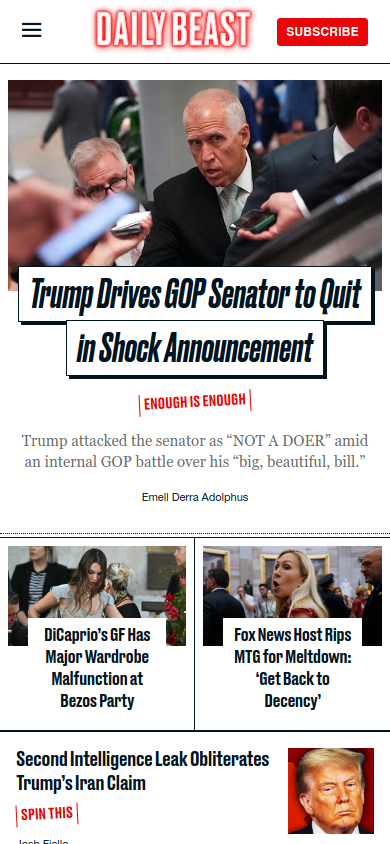 DAILY BEAST
SUBSCRIBE
Trump Drives GOP Senator to Quit
in Shock Announcement
ENOUGH IS ENOUGH
Trump attacked the senator as “NOT A DOER” amid
an internal GOP battle over his “big, beautiful, bill.”
Emell Derra Adolphus
DiCaprio’s GF Has
Major Wardrobe
Malfunction at
Bezos Party
Fox News Host Rips
MTG for Meltdown:
‘Get Back to
Decency’
Second Intelligence Leak Obliterates
Trump’s Iran Claim
SPIN THIS
Josh Fiallo